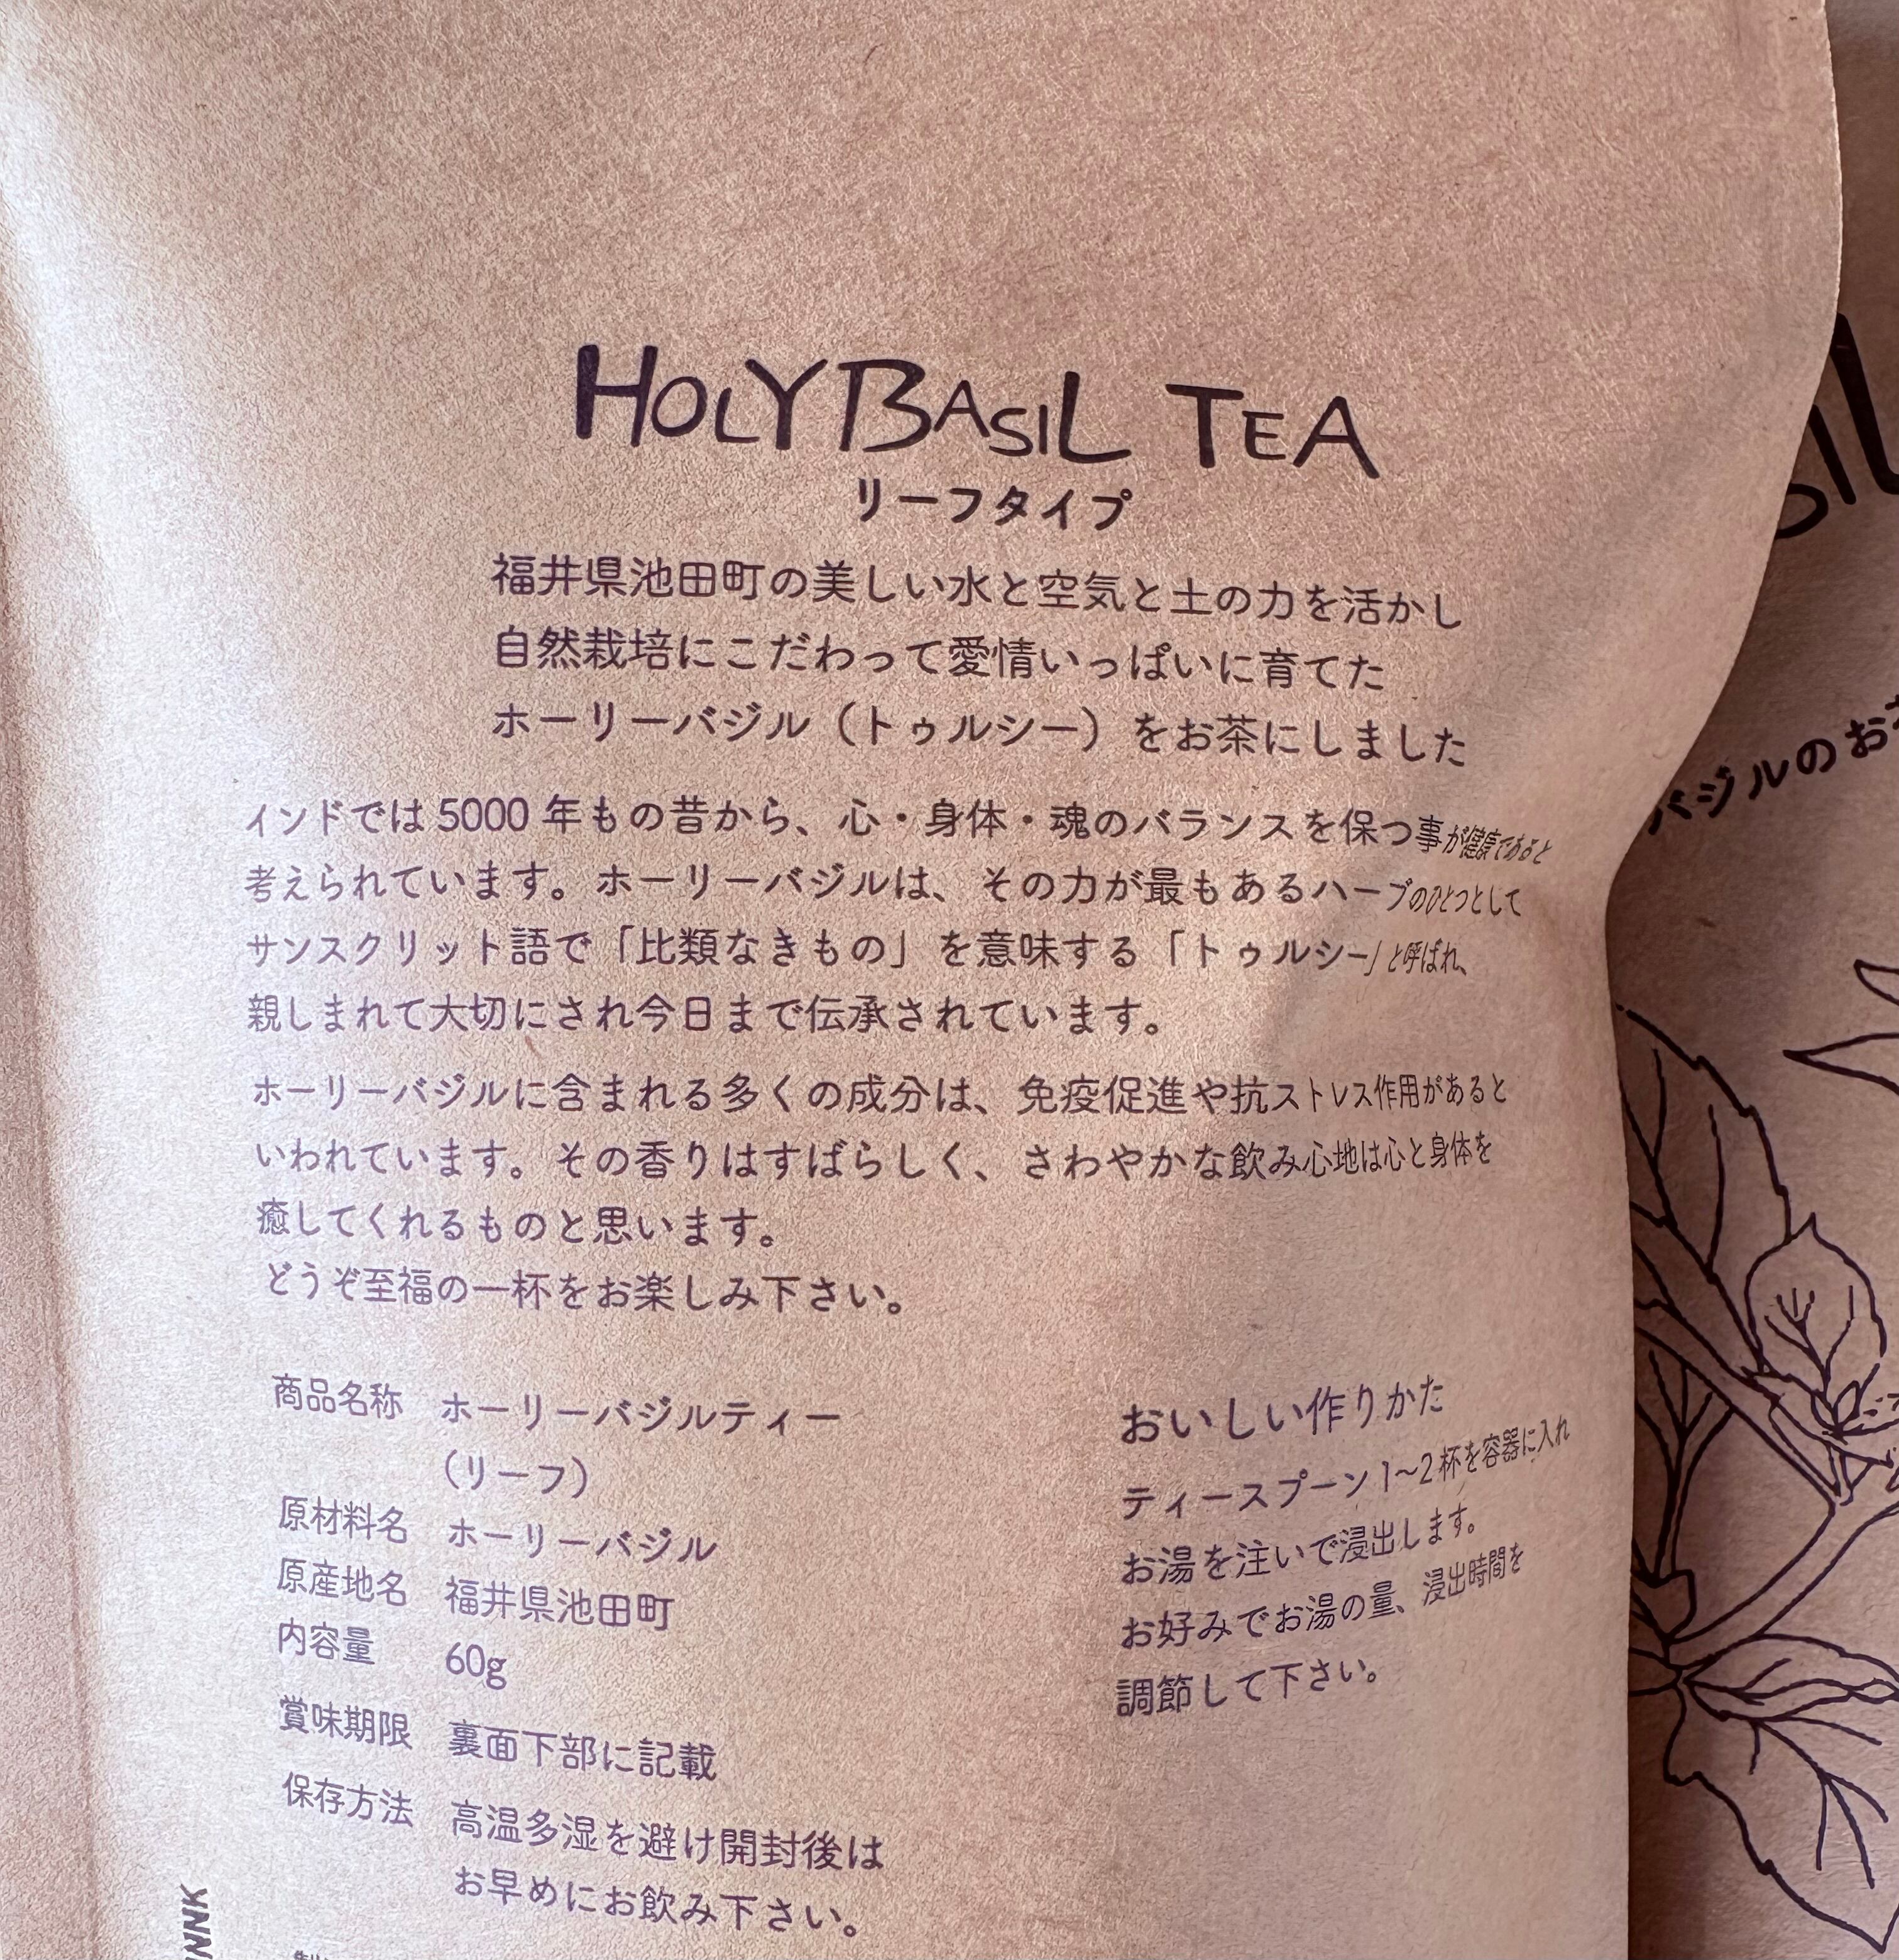 HOLY BASIL TEA
リーフタイプ
福井県池田町の美しい水と空気と土の力を活かし
自然栽培にこだわって愛情いっぱいに育てた
ホーリーバジル（トゥルシー）をお茶にしました
インドでは 5000 年もの昔から、心・身体・魂のバランスを保つ事が健康であると
考えられています。ホーリーバジルは、その力が最もあるハーブのひとつとして
サンスクリット語で「比類なきもの」を意味する「トゥルシー」と呼ばれ、
親しまれて大切にされ今日まで伝承されています。
ホーリーバジルに含まれる多くの成分は、免疫促進や抗ストレス作用があると
いわれています。その香りはすばらしく、さわやかな飲み心地は心と身体を
癒してくれるものと思います。
どうぞ至福の一杯をお楽しみ下さい。
商品名称 ホーリーバジルティー
（リーフ）
原材料名 ホーリーバジル
原産地名 福井県池田町
内容量 60g
賞味期限 裏面下部に記載
保存方法 高温多湿を避け開封後は
お早めにお飲み下さい。
おいしい作りかた
ティースプーン 1〜2 杯を容器に入れ
お湯を注いで浸出します。
お好みでお湯の量、浸出時間を
調節して下さい。
バジルのお